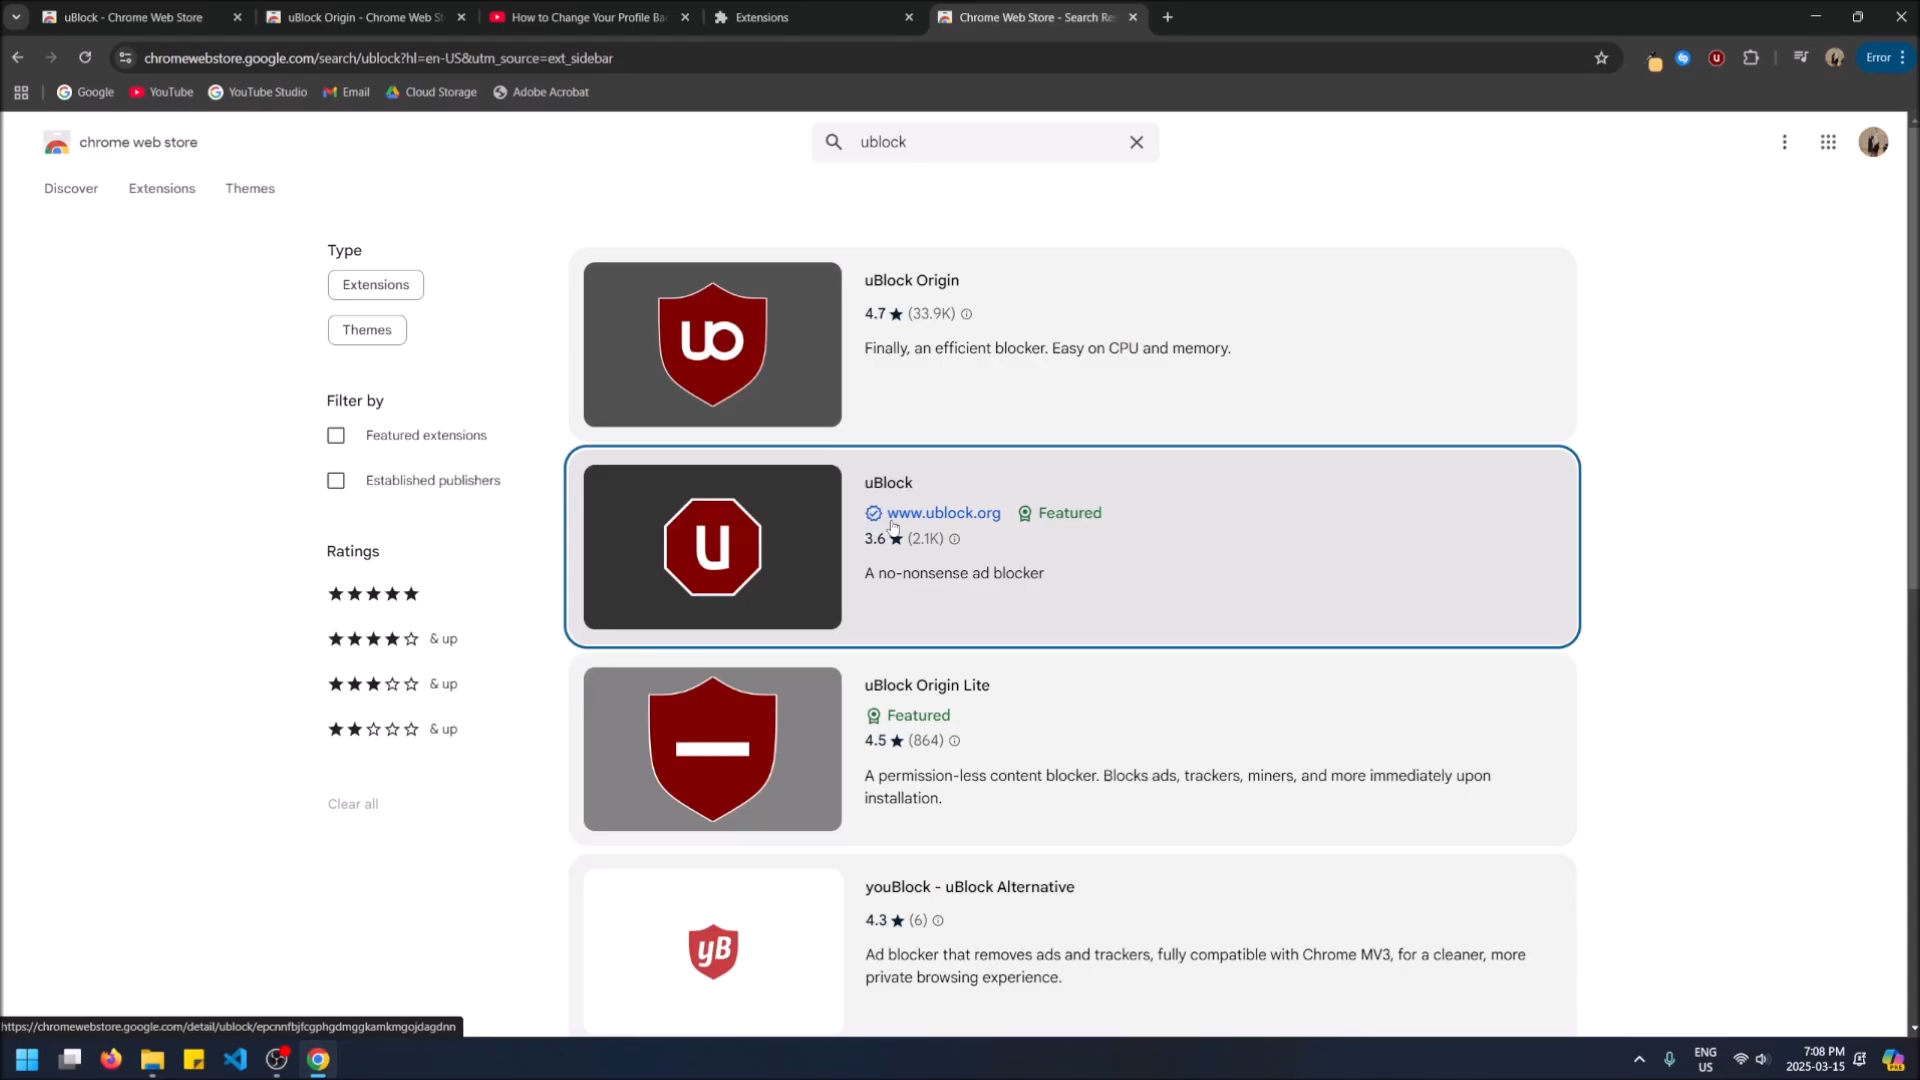 uBlock - Chrome Web Store
uBlock Origin - Chrome Web St
How to Change Your Profile Ba
Extensions
Chrome Web Store - Search Re
chromewebstore.google.com/search/ublock?hl=en-US&utm_source=ext_sidebar
Error
Google
YouTube
YouTube Studio
Email
Cloud Storage
Adobe Acrobat
chrome web store
ublock
Discover
Extensions
Themes
Type
Extensions
Themes
Filter by
Featured extensions
Established publishers
Ratings
& up
& up
& up
Clear all
uBlock Origin
4.7 ★ (33.9K)
Finally, an efficient blocker. Easy on CPU and memory.
uBlock
www.ublock.org
Featured
3.6 ★ (2.1K)
A no-nonsense ad blocker
u
uBlock Origin Lite
Featured
4.5 ★ (864)
A permission-less content blocker. Blocks ads, trackers, miners, and more immediately upon
installation.
youBlock - uBlock Alternative
4.3 ★ (6)
Ad blocker that removes ads and trackers, fully compatible with Chrome MV3, for a cleaner, more
private browsing experience.
yB
https://chromewebstore.google.com/detail/ublock/epcnnfbjfcgphgdmggkamkmgojdagdnn
ENG
US
7:08 PM
2025-03-15
PRE